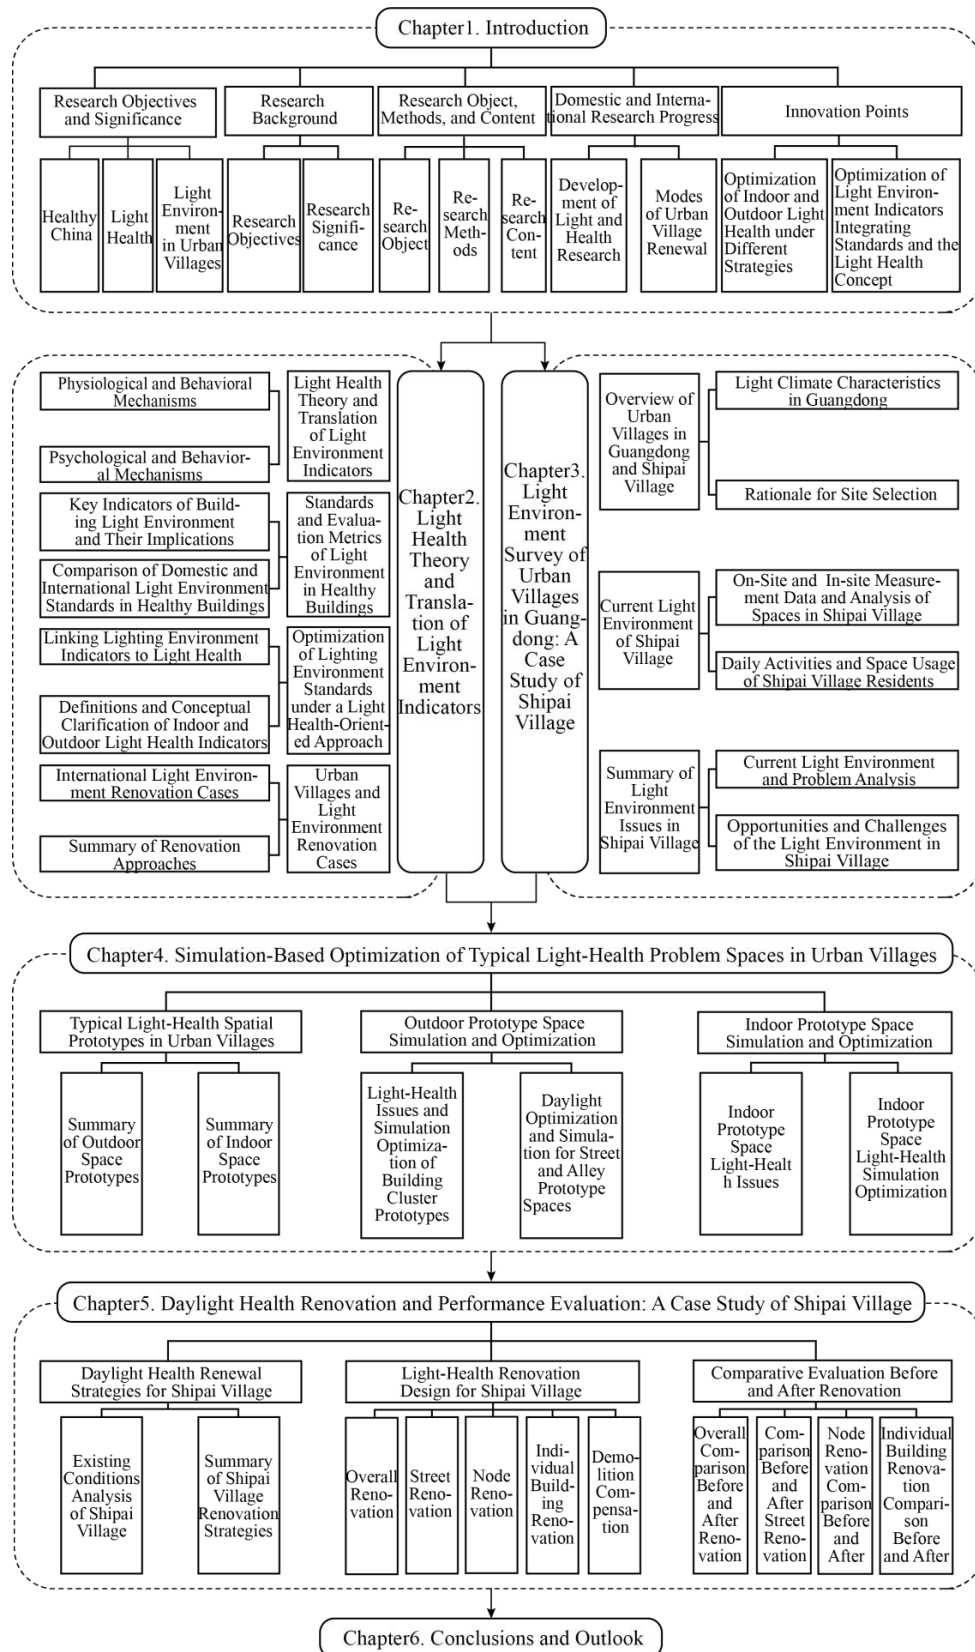 Chapter1. Introduction
Research Objectives
and Significance
Research
Background
Research Object,
Methods, and Content
Domestic and Interna-
tional Research Progress
Innovation Points
Healthy
China
Light
Health
Light
Environ-
ment
in Urban
Villages
Research
Objectives
Research
Signific-
cance
Re-
search
Object
Re-
search
Meth-
ods
Re-
search
Con-
tent
Develop-
ment of
Light and
Health
Research
Modes
of Urban
Village
Renewal
Optimization
of Indoor and
Outdoor Light
Health under
Different
Strategies
Optimization of
Light Environ-
ment Indicators
Integrating
Standards and the
Light Health
Concept
Physiological and Behavioral
Mechanisms
Psychological and Behavior-
al Mechanisms
Light Health
Theory and
Translation
of Light
Environment
Indicators
Key Indicators of Build-
ing Light Environment
and Their Implications
Comparison of Domestic and
International Light Environment
Standards in Healthy Buildings
Standards
and Evalua-
tion Metrics
of Light
Environment
in Healthy
Buildings
Linking Lighting Environment
Indicators to Light Health
Definitions and Conceptual
Clarification of Indoor and
Outdoor Light Health Indicators
Optimization
of Lighting
Environment
Standards
under a Light
Health-Orient-
ed Approach
International Light Environ-
ment Renovation Cases
Summary of Renovation
Approaches
Urban
Villages and
Light
Environment
Renovation
Cases
Chapter2.
Light
Health
Theory
and
Trans-
lation of
Light
Environ-
ment
Indicators
Chapter3.
Light
Environ-
ment
Survey of
Urban
Villages
in Guang-
dong: A
Case
Study of
Shipai
Village
Overview of
Urban
Villages in
Guangdong
and Shipai
Village
Light Climate Characteristics
in Guangdong
Rationale for Site Selection
Current Light
Environment
of Shipai
Village
On-Site and In-site Measure-
ment Data and Analysis of
Spaces in Shipai Village
Daily Activities and Space Usage
of Shipai Village Residents
Summary of
Light
Environment
Issues in
Shipai Village
Current Light Environment
and Problem Analysis
Opportunities and Challenges
of the Light Environment in
Shipai Village
Chapter4. Simulation-Based Optimization of Typical Light-Health Problem Spaces in Urban Villages
Typical Light-Health Spatial
Prototypes in Urban Villages
Outdoor Prototype Space
Simulation and Optimization
Indoor Prototype Space
Simulation and Optimization
Summary
of Outdoor
Space
Prototypes
Summary
of Indoor
Space
Prototypes
Light-Health
Issues and
Simulation
Optimiza-
tion of
Building
Cluster
Prototypes
Daylight
Optimization
and Simula-
tion for Street
and Alley
Prototype
Spaces
Indoor
Prototype
Space
Light-Healt
h Issues
Indoor
Prototype
Space
Light-Health
Simulation
Optimization
Chapter5. Daylight Health Renovation and Performance Evaluation: A Case Study of Shipai Village
Daylight Health Renewal
Strategies for Shipai Village
Light-Health Renovation
Design for Shipai Village
Comparative Evaluation Before
and After Renovation
Existing
Conditions
Analysis
of Shipai
Village
Summary
of Shipai
Village
Renovation
Strategies
Overall
Reno-
vation
Street
Reno-
vation
Node
Reno-
vation
Indi-
vidual
Build-
ing Re-
novation
Demo-
lition
Com-
pensa-
tion
Overall
Com-
parison
Before
and After
Reno-
vation
Com-
parison
Before
and
After
Street
Reno-
vation
Node
Reno-
vation
Compa-
rison
Before
and
After
Individual
Building
Renova-
tion
Compari-
son
Before
and After
Chapter6. Conclusions and Outlook